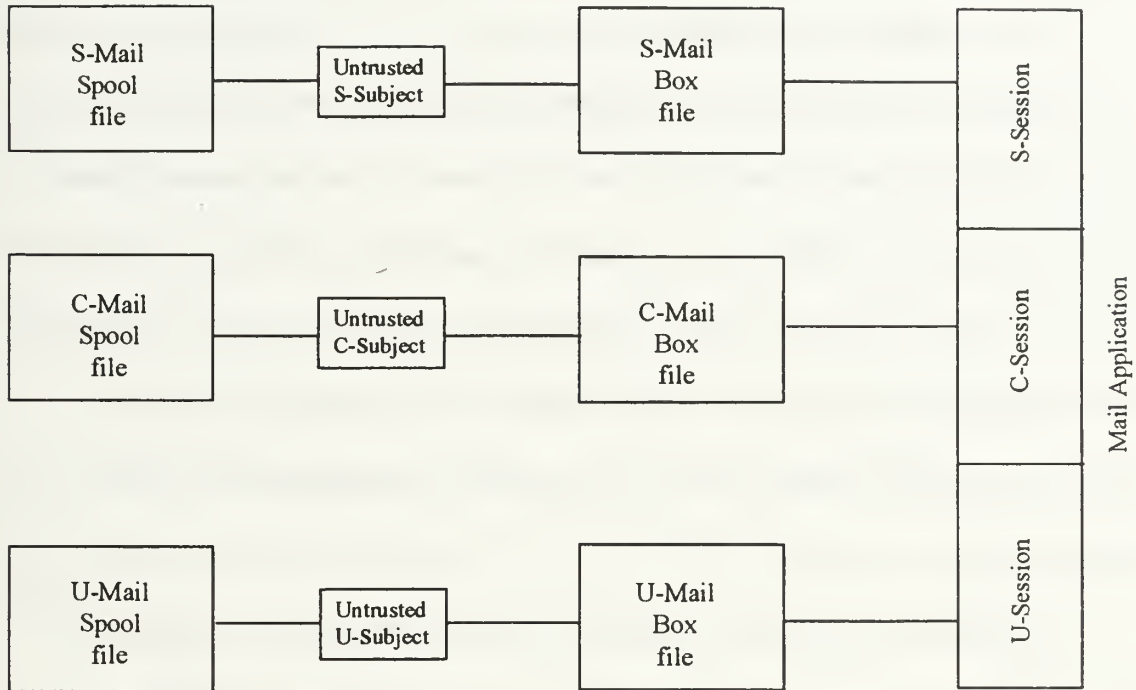 S-Mail
Spool
file
Untrusted
S-Subject
S-Mail
Box
file
S-Session
C-Mail
Spool
file
Untrusted
C-Subject
C-Mail
Box
file
C-Session
Mail Application
U-Mail
Spool
file
Untrusted
U-Subject
U-Mail
Box
file
U-Session